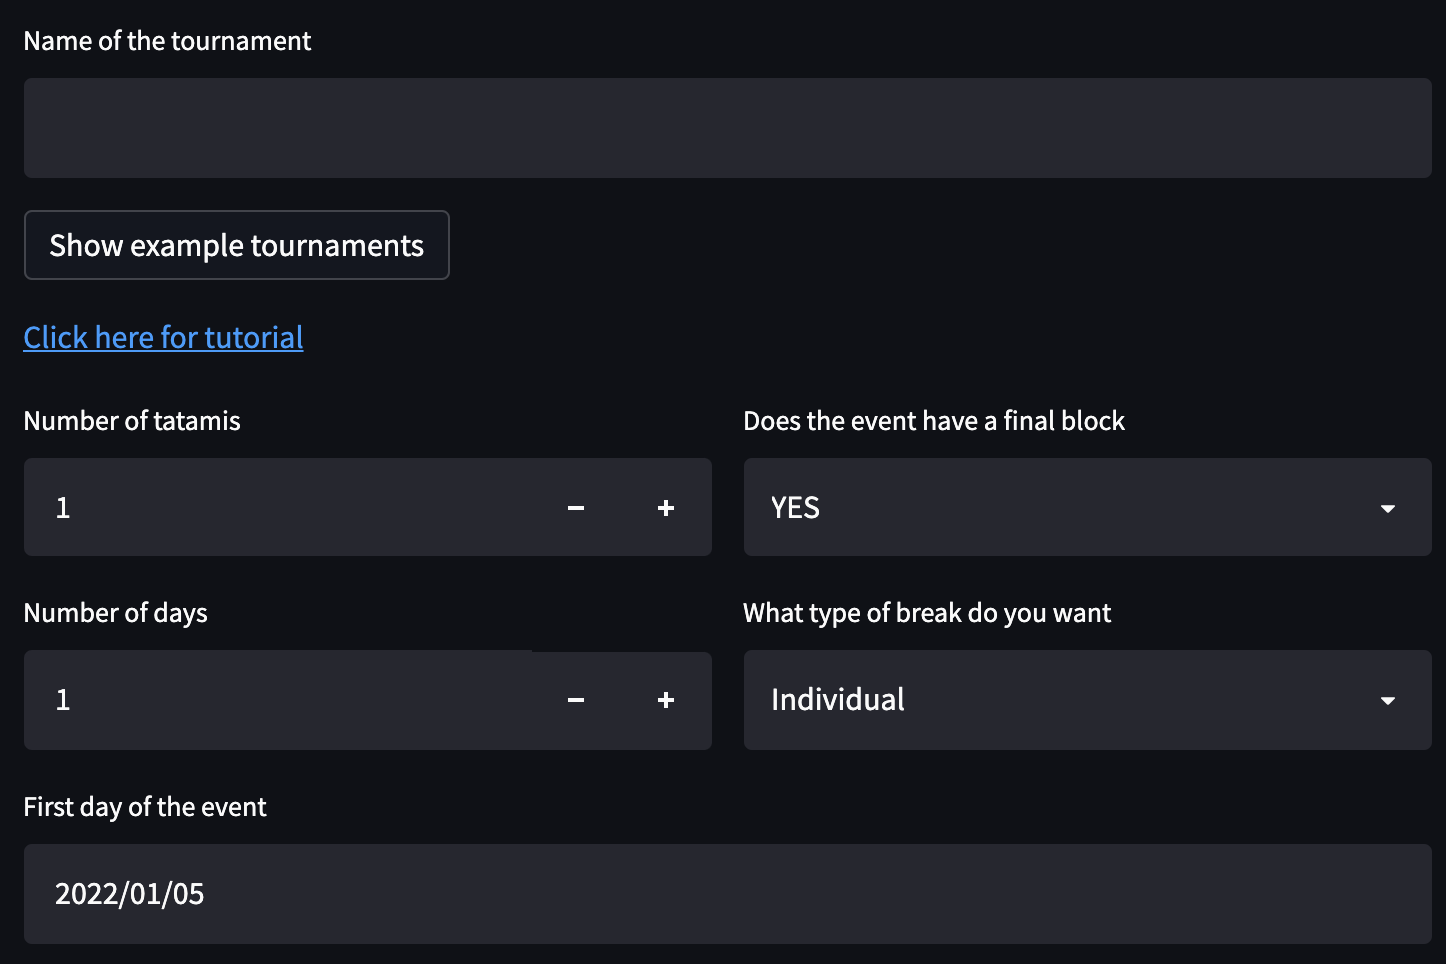 Name of the tournament
Show example tournaments
Click here for tutorial
Number of tatamis
1
Does the event have a final block
YES
Number of days
1
What type of break do you want
Individual
First day of the event
2022/01/05